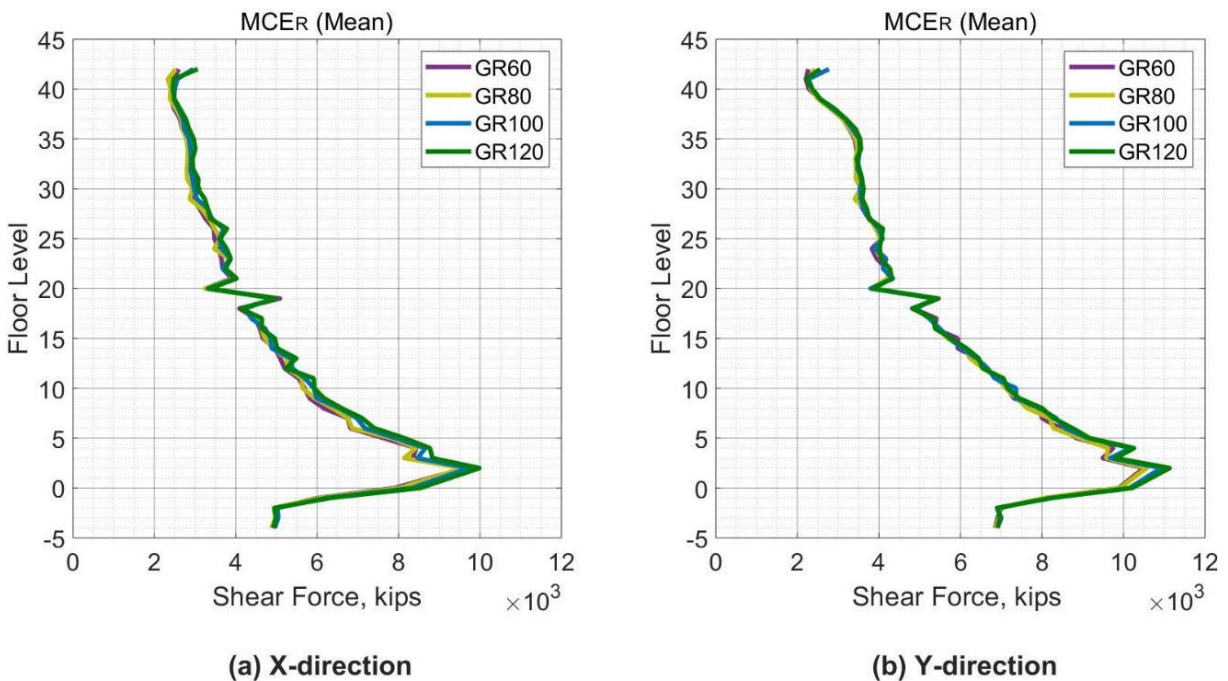 MCER (Mean)
45
40
35
30
25
20
15
10
5
0
-5
Floor Level
GR60
GR80
GR100
GR120
0 2 4 6 8 10 12
Shear Force, kips
×10³
(a) X-direction
MCER (Mean)
45
40
35
30
25
20
15
10
5
0
-5
Floor Level
GR60
GR80
GR100
GR120
0 2 4 6 8 10 12
Shear Force, kips
×10³
(b) Y-direction